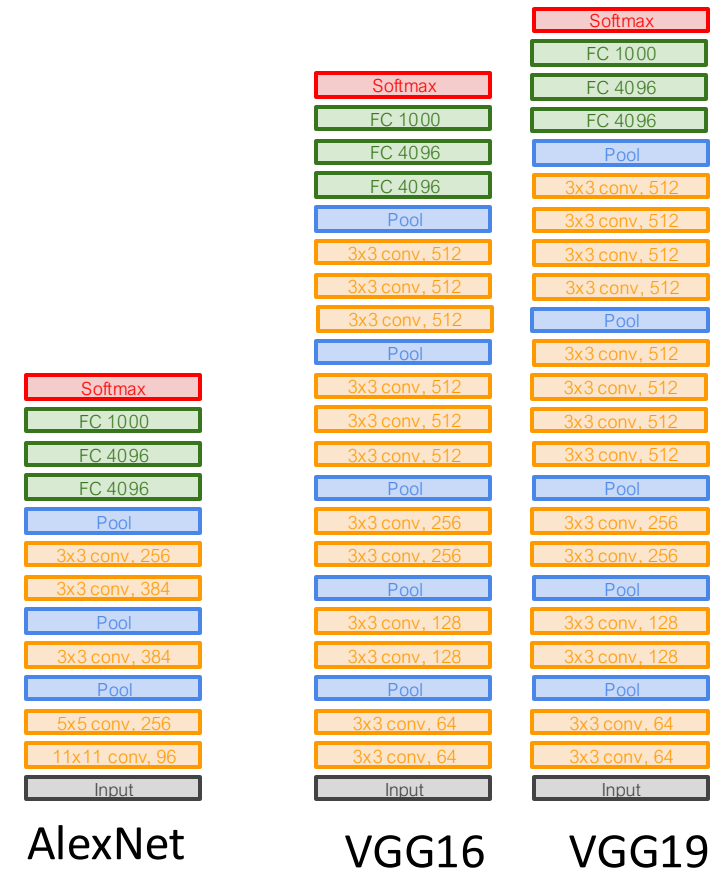 Softmax
FC 1000
FC 4096
FC 4096
Pool
3x3 conv, 256
3x3 conv, 384
Pool
3x3 conv, 384
Pool
5x5 conv, 256
11x11 conv, 96
Input
AlexNet
Softmax
FC 1000
FC 4096
FC 4096
Pool
3x3 conv, 512
3x3 conv, 512
3x3 conv, 512
Pool
3x3 conv, 512
3x3 conv, 512
3x3 conv, 512
Pool
3x3 conv, 256
3x3 conv, 256
Pool
3x3 conv, 128
3x3 conv, 128
Pool
3x3 conv, 64
3x3 conv, 64
Input
VGG16
Softmax
FC 1000
FC 4096
FC 4096
Pool
3x3 conv, 512
3x3 conv, 512
3x3 conv, 512
3x3 conv, 512
Pool
3x3 conv, 512
3x3 conv, 512
3x3 conv, 512
3x3 conv, 512
Pool
3x3 conv, 256
3x3 conv, 256
Pool
3x3 conv, 128
3x3 conv, 128
Pool
3x3 conv, 64
3x3 conv, 64
Input
VGG19